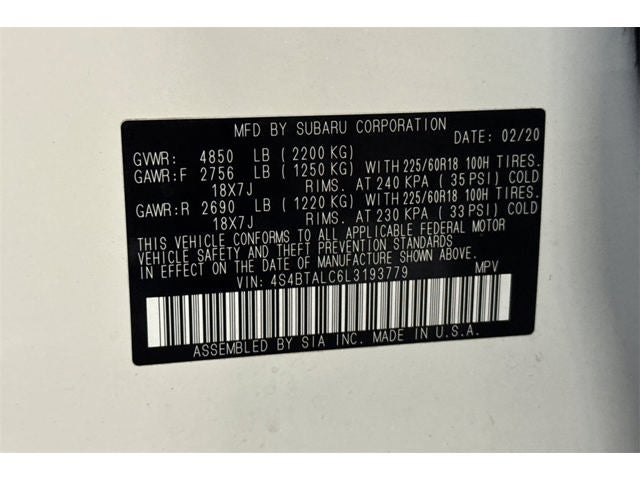 MFD BY SUBARU CORPORATION DATE: 02/20
GVWR: 4850 LB (2200 KG)
GAWR:F 2756 LB (1250 KG) WITH 225/60R18 100H TIRES.
18X7J RIMS. AT 240 KPA (35 PSI) COLD
GAWR:R 2690 LB (1220 KG) WITH 225/60R18 100H TIRES.
18X7J RIMS. AT 230 KPA (33 PSI) COLD
THIS VEHICLE CONFORMS TO ALL APPLICABLE FEDERAL MOTOR
VEHICLE SAFETY AND THEFT PREVENTION STANDARDS
IN EFFECT ON THE DATE OF MANUFACTURE SHOWN ABOVE.
VIN: 4S4BTALC6L3193779 MPV
ASSEMBLED BY SIA INC. MADE IN U.S.A.